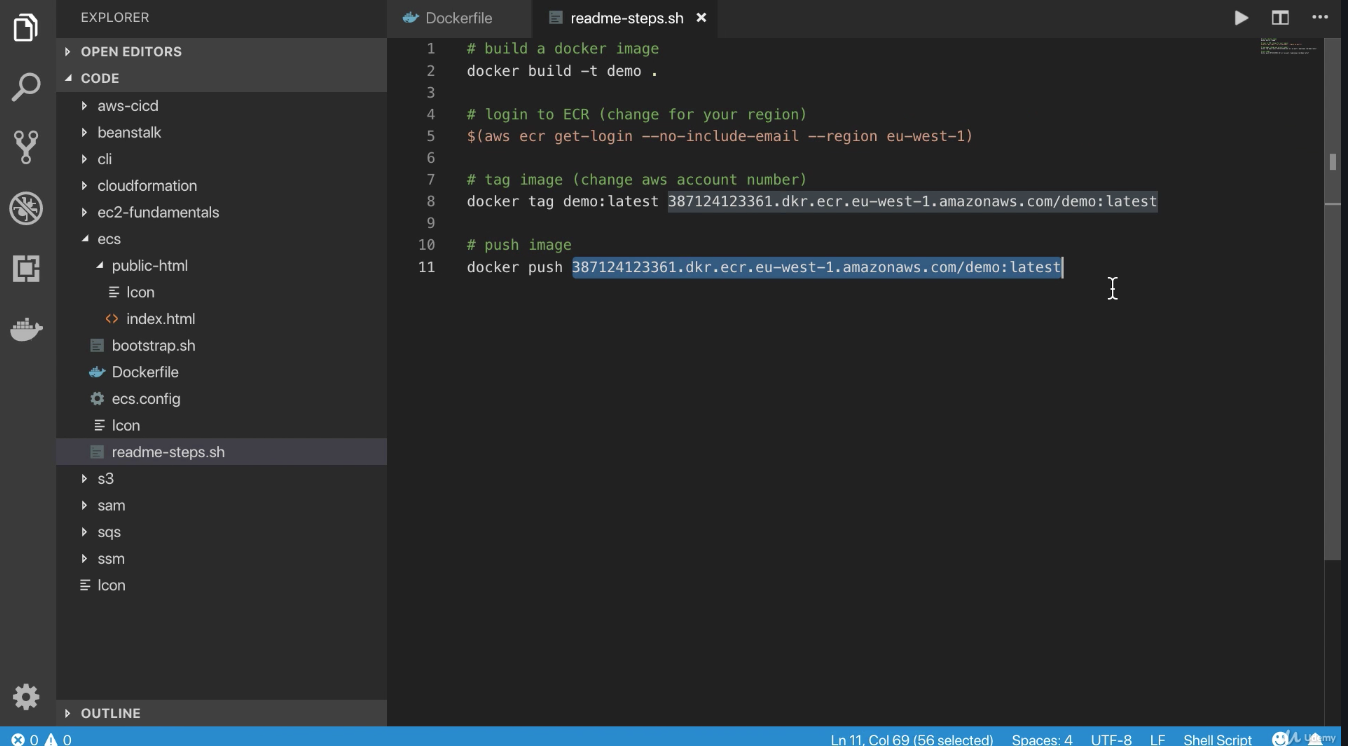 EXPLORER
OPEN EDITORS
CODE
aws-cicd
beanstalk
cli
cloudformation
ec2-fundamentals
ecs
public-html
Icon
index.html
bootstrap.sh
Dockerfile
ecs.config
Icon
readme-steps.sh
s3
sam
sqs
ssm
Icon
OUTLINE
Dockerfile
readme-steps.sh
1 # build a docker image
2 docker build -t demo .
3
4 # login to ECR (change for your region)
5 $(aws ecr get-login --no-include-email --region eu-west-1)
6
7 # tag image (change aws account number)
8 docker tag demo:latest 387124123361.dkr.ecr.eu-west-1.amazonaws.com/demo:latest
9
10 # push image
11 docker push 387124123361.dkr.ecr.eu-west-1.amazonaws.com/demo:latest
0 0 Ln 11, Col 69 (56 selected) Spaces: 4 UTF-8 LF Shell Script
Udemy